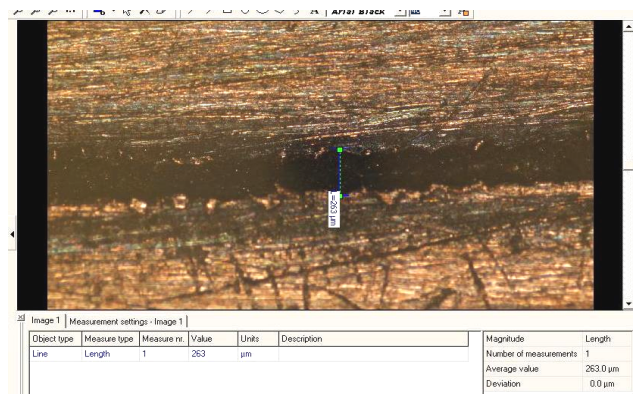 Arial Black
l=263 µm
Image 1 Measurement settings - Image 1
Object type Measure type Measure nr. Value Units Description
Line Length 1 263 µm
Magnitude Length
Number of measurements 1
Average value 263.0 µm
Deviation 0.0 µm